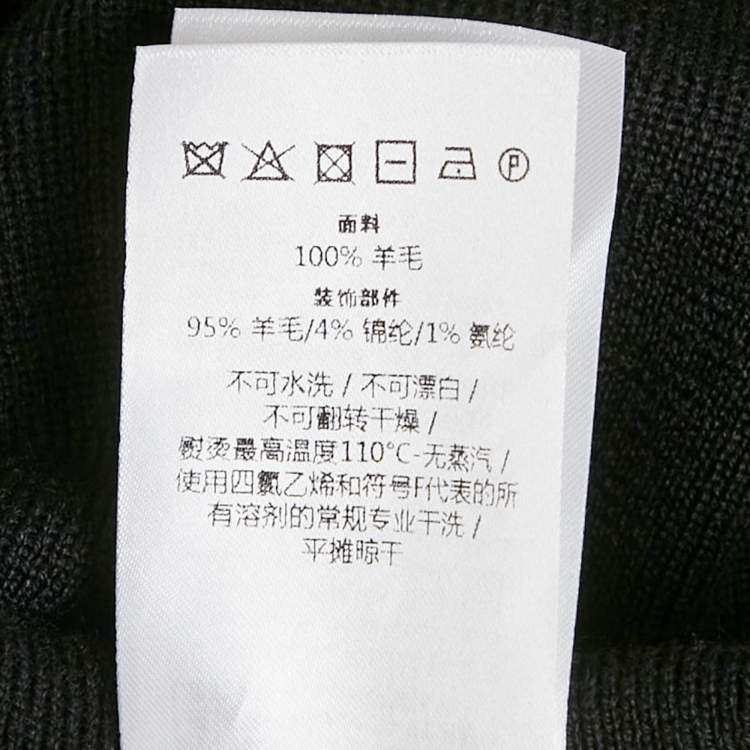 P
面料
100% 羊毛
装饰部件
95% 羊毛/4% 锦纶/1% 氨纶
不可水洗 / 不可漂白 /
不可翻转干燥 /
熨烫最高温度110°C-无蒸汽 /
使用四氯乙烯和符号F代表的所
有溶剂的常规专业干洗 /
平摊晾干